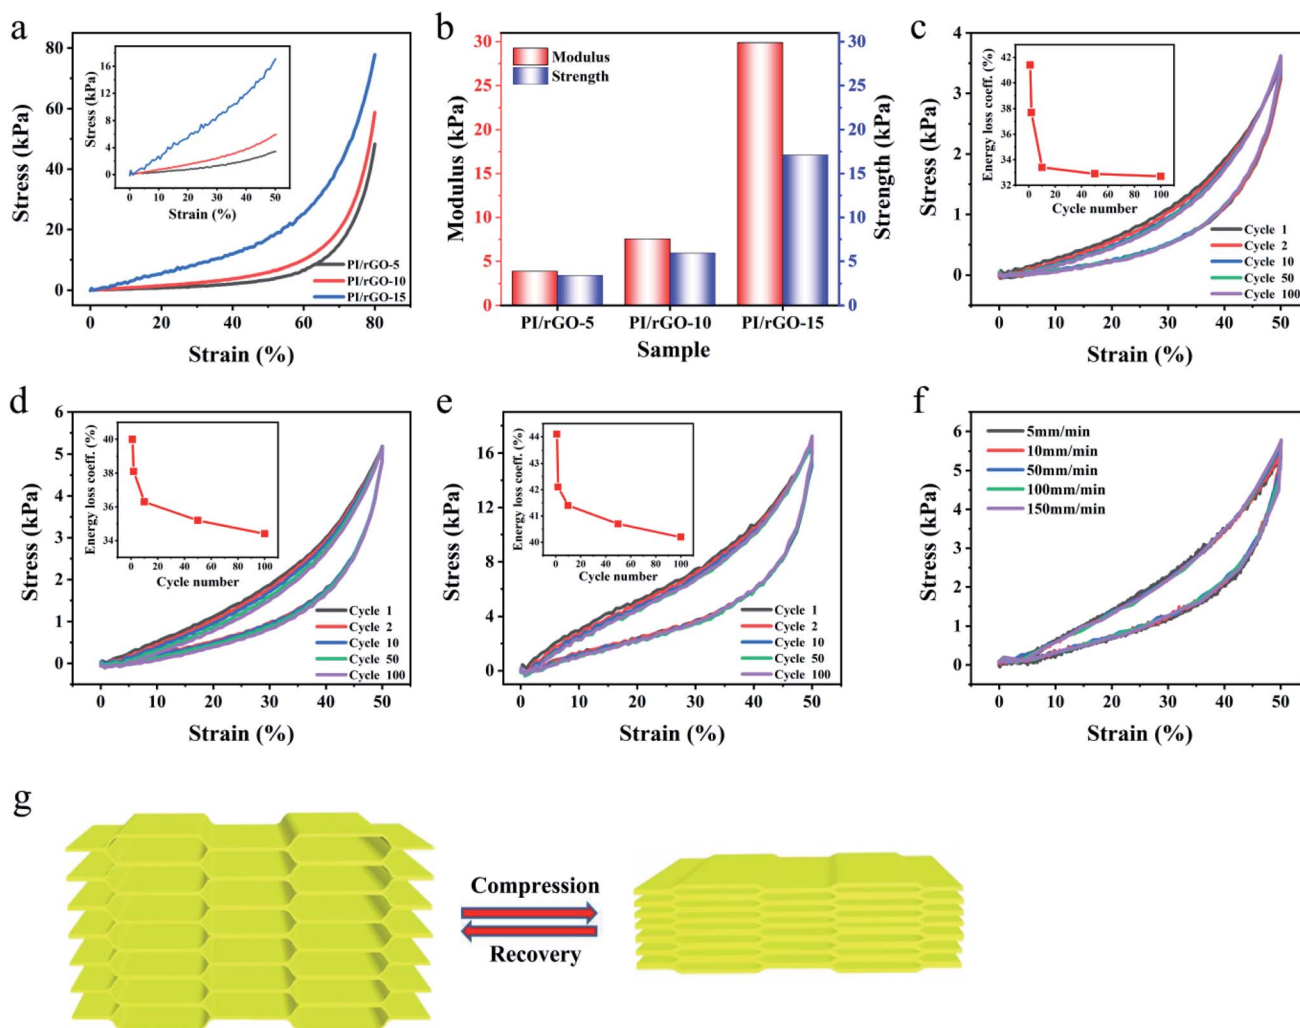 a
80
60
40
20
0
Stress (kPa)
16
12
8
4
0
Stress (kPa)
0 10 20 30 40 50
Strain (%)
PI/rGO-5
PI/rGO-10
PI/rGO-15
0 20 40 60 80
Strain (%)
b
30
25
20
15
10
5
0
Modulus (kPa)
Modulus
Strength
30
25
20
15
10
5
0
Strength (kPa)
PI/rGO-5 PI/rGO-10 PI/rGO-15
Sample
c
4
3
2
1
0
Stress (kPa)
42
40
38
36
34
32
Energy loss coeff. (%)
0 20 40 60 80 100
Cycle number
Cycle 1
Cycle 2
Cycle 10
Cycle 50
Cycle 100
0 10 20 30 40 50
Strain (%)
d
6
5
4
3
2
1
0
Stress (kPa)
40
38
36
34
Energy loss coeff. (%)
0 20 40 60 80 100
Cycle number
Cycle 1
Cycle 2
Cycle 10
Cycle 50
Cycle 100
0 10 20 30 40 50
Strain (%)
e
16
12
8
4
0
Stress (kPa)
44
43
42
41
40
Energy loss coeff. (%)
0 20 40 60 80 100
Cycle number
Cycle 1
Cycle 2
Cycle 10
Cycle 50
Cycle 100
0 10 20 30 40 50
Strain (%)
f
6
5
4
3
2
1
0
Stress (kPa)
5mm/min
10mm/min
50mm/min
100mm/min
150mm/min
0 10 20 30 40 50
Strain (%)
g
Compression
Recovery